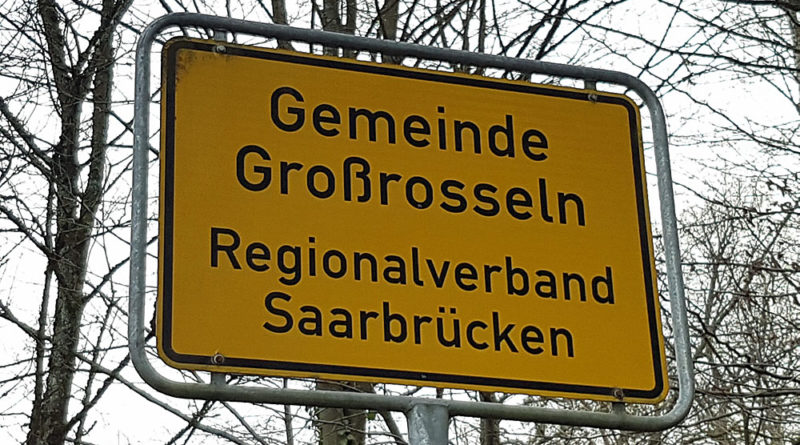 Gemeinde
Großrosseln
Regionalverband
Saarbrücken